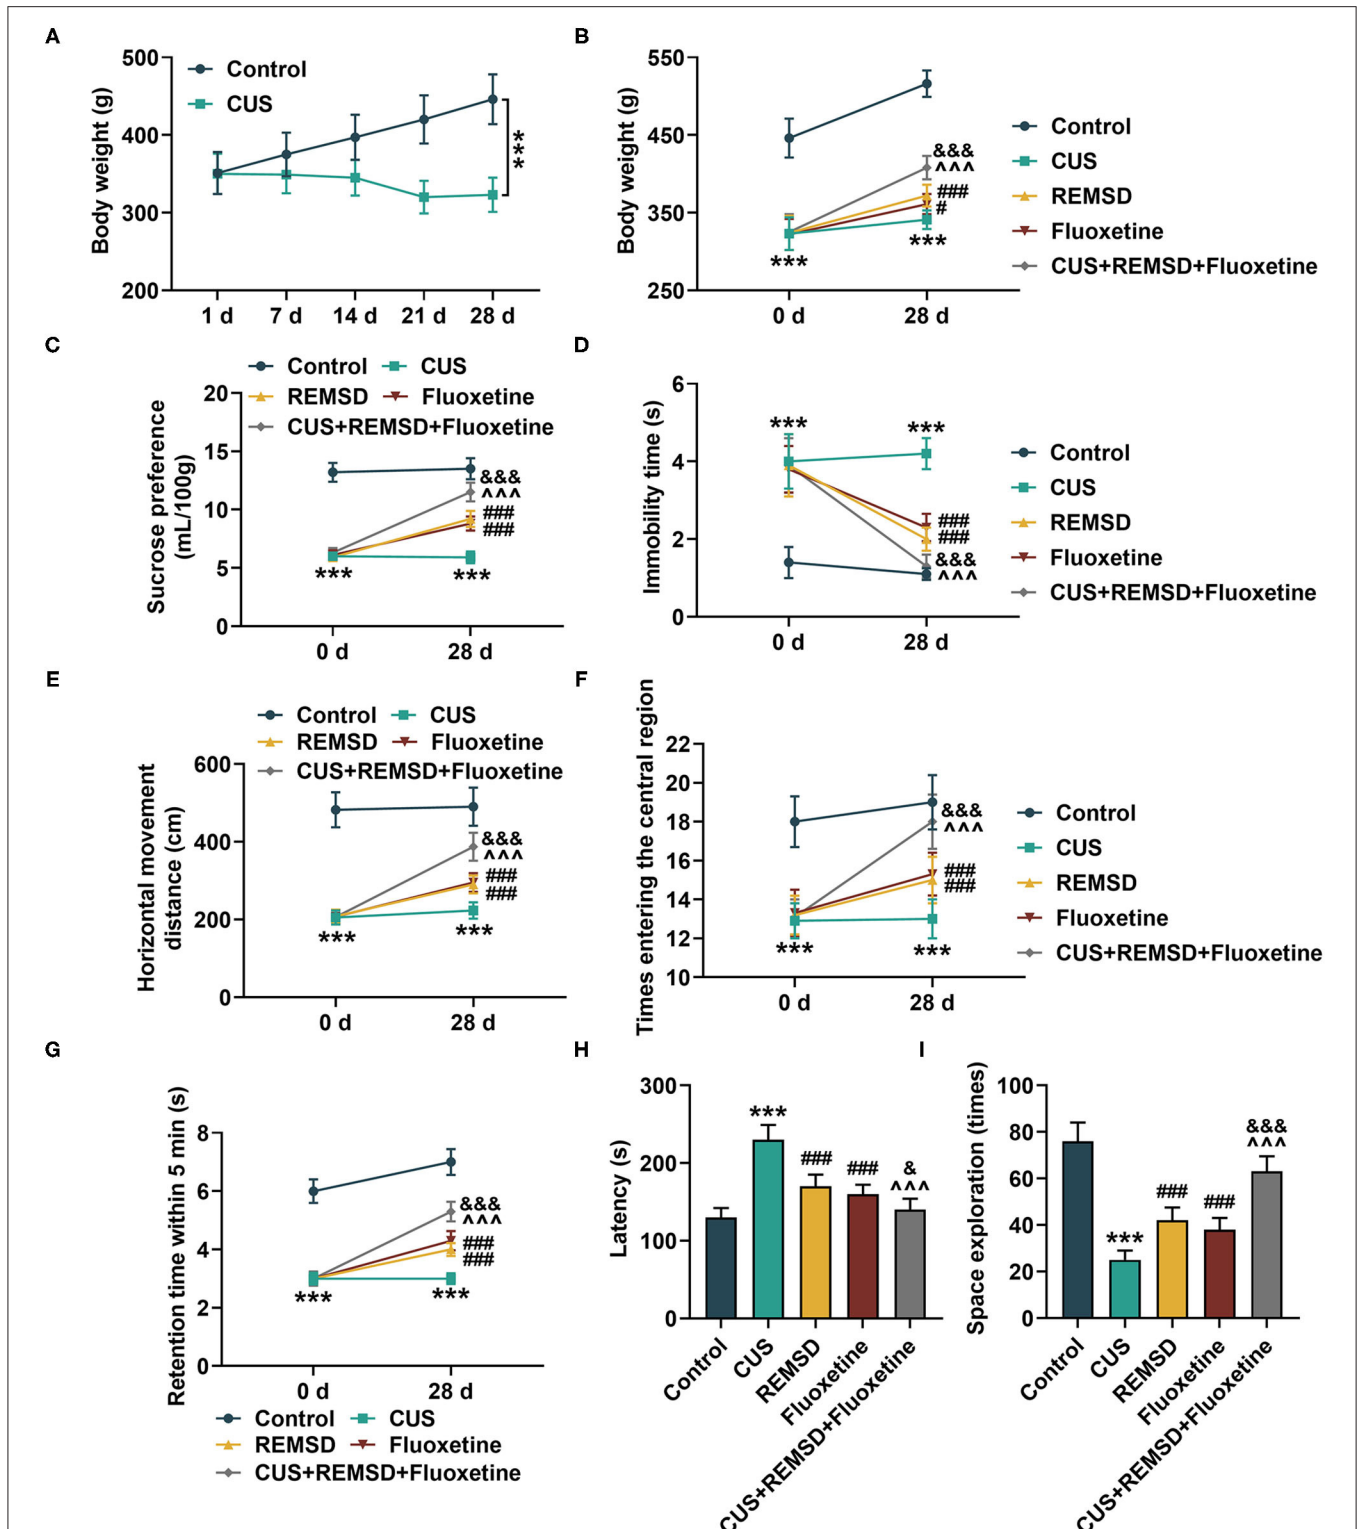 A
Body weight (g)
500
400
300
200
Control
CUS
***
1 d 7 d 14 d 21 d 28 d
B
Body weight (g)
550
450
350
250
&&&
^^^
###
#
***
***
0 d 28 d
Control
CUS
REMSD
Fluoxetine
CUS+REMSD+Fluoxetine
C
Control CUS
REMSD Fluoxetine
CUS+REMSD+Fluoxetine
Sucrose preference
(mL/100g)
20
15
10
5
0
&&&
^^^
###
###
*** ***
0 d 28 d
D
Immobility time (s)
6
4
2
0
*** ***
###
###
&&&
^^^
0 d 28 d
Control
CUS
REMSD
Fluoxetine
CUS+REMSD+Fluoxetine
E
Control CUS
REMSD Fluoxetine
CUS+REMSD+Fluoxetine
Horizontal movement
distance (cm)
600
400
200
0
&&&
^^^
###
###
*** ***
0 d 28 d
F
Times entering the central region
22
20
18
16
14
12
10
&&&
^^^
###
###
*** ***
0 d 28 d
Control
CUS
REMSD
Fluoxetine
CUS+REMSD+Fluoxetine
G
Retention time within 5 min (s)
8
6
4
2
0
&&&
^^^
###
###
*** ***
0 d 28 d
Control CUS
REMSD Fluoxetine
CUS+REMSD+Fluoxetine
H
Latency (s)
300
200
100
0
***
###
###
&
^^^
Control
CUS
REMSD
Fluoxetine
CUS+REMSD+Fluoxetine
I
Space exploration (times)
100
80
60
40
20
0
***
###
###
&&&
^^^
Control
CUS
REMSD
Fluoxetine
CUS+REMSD+Fluoxetine